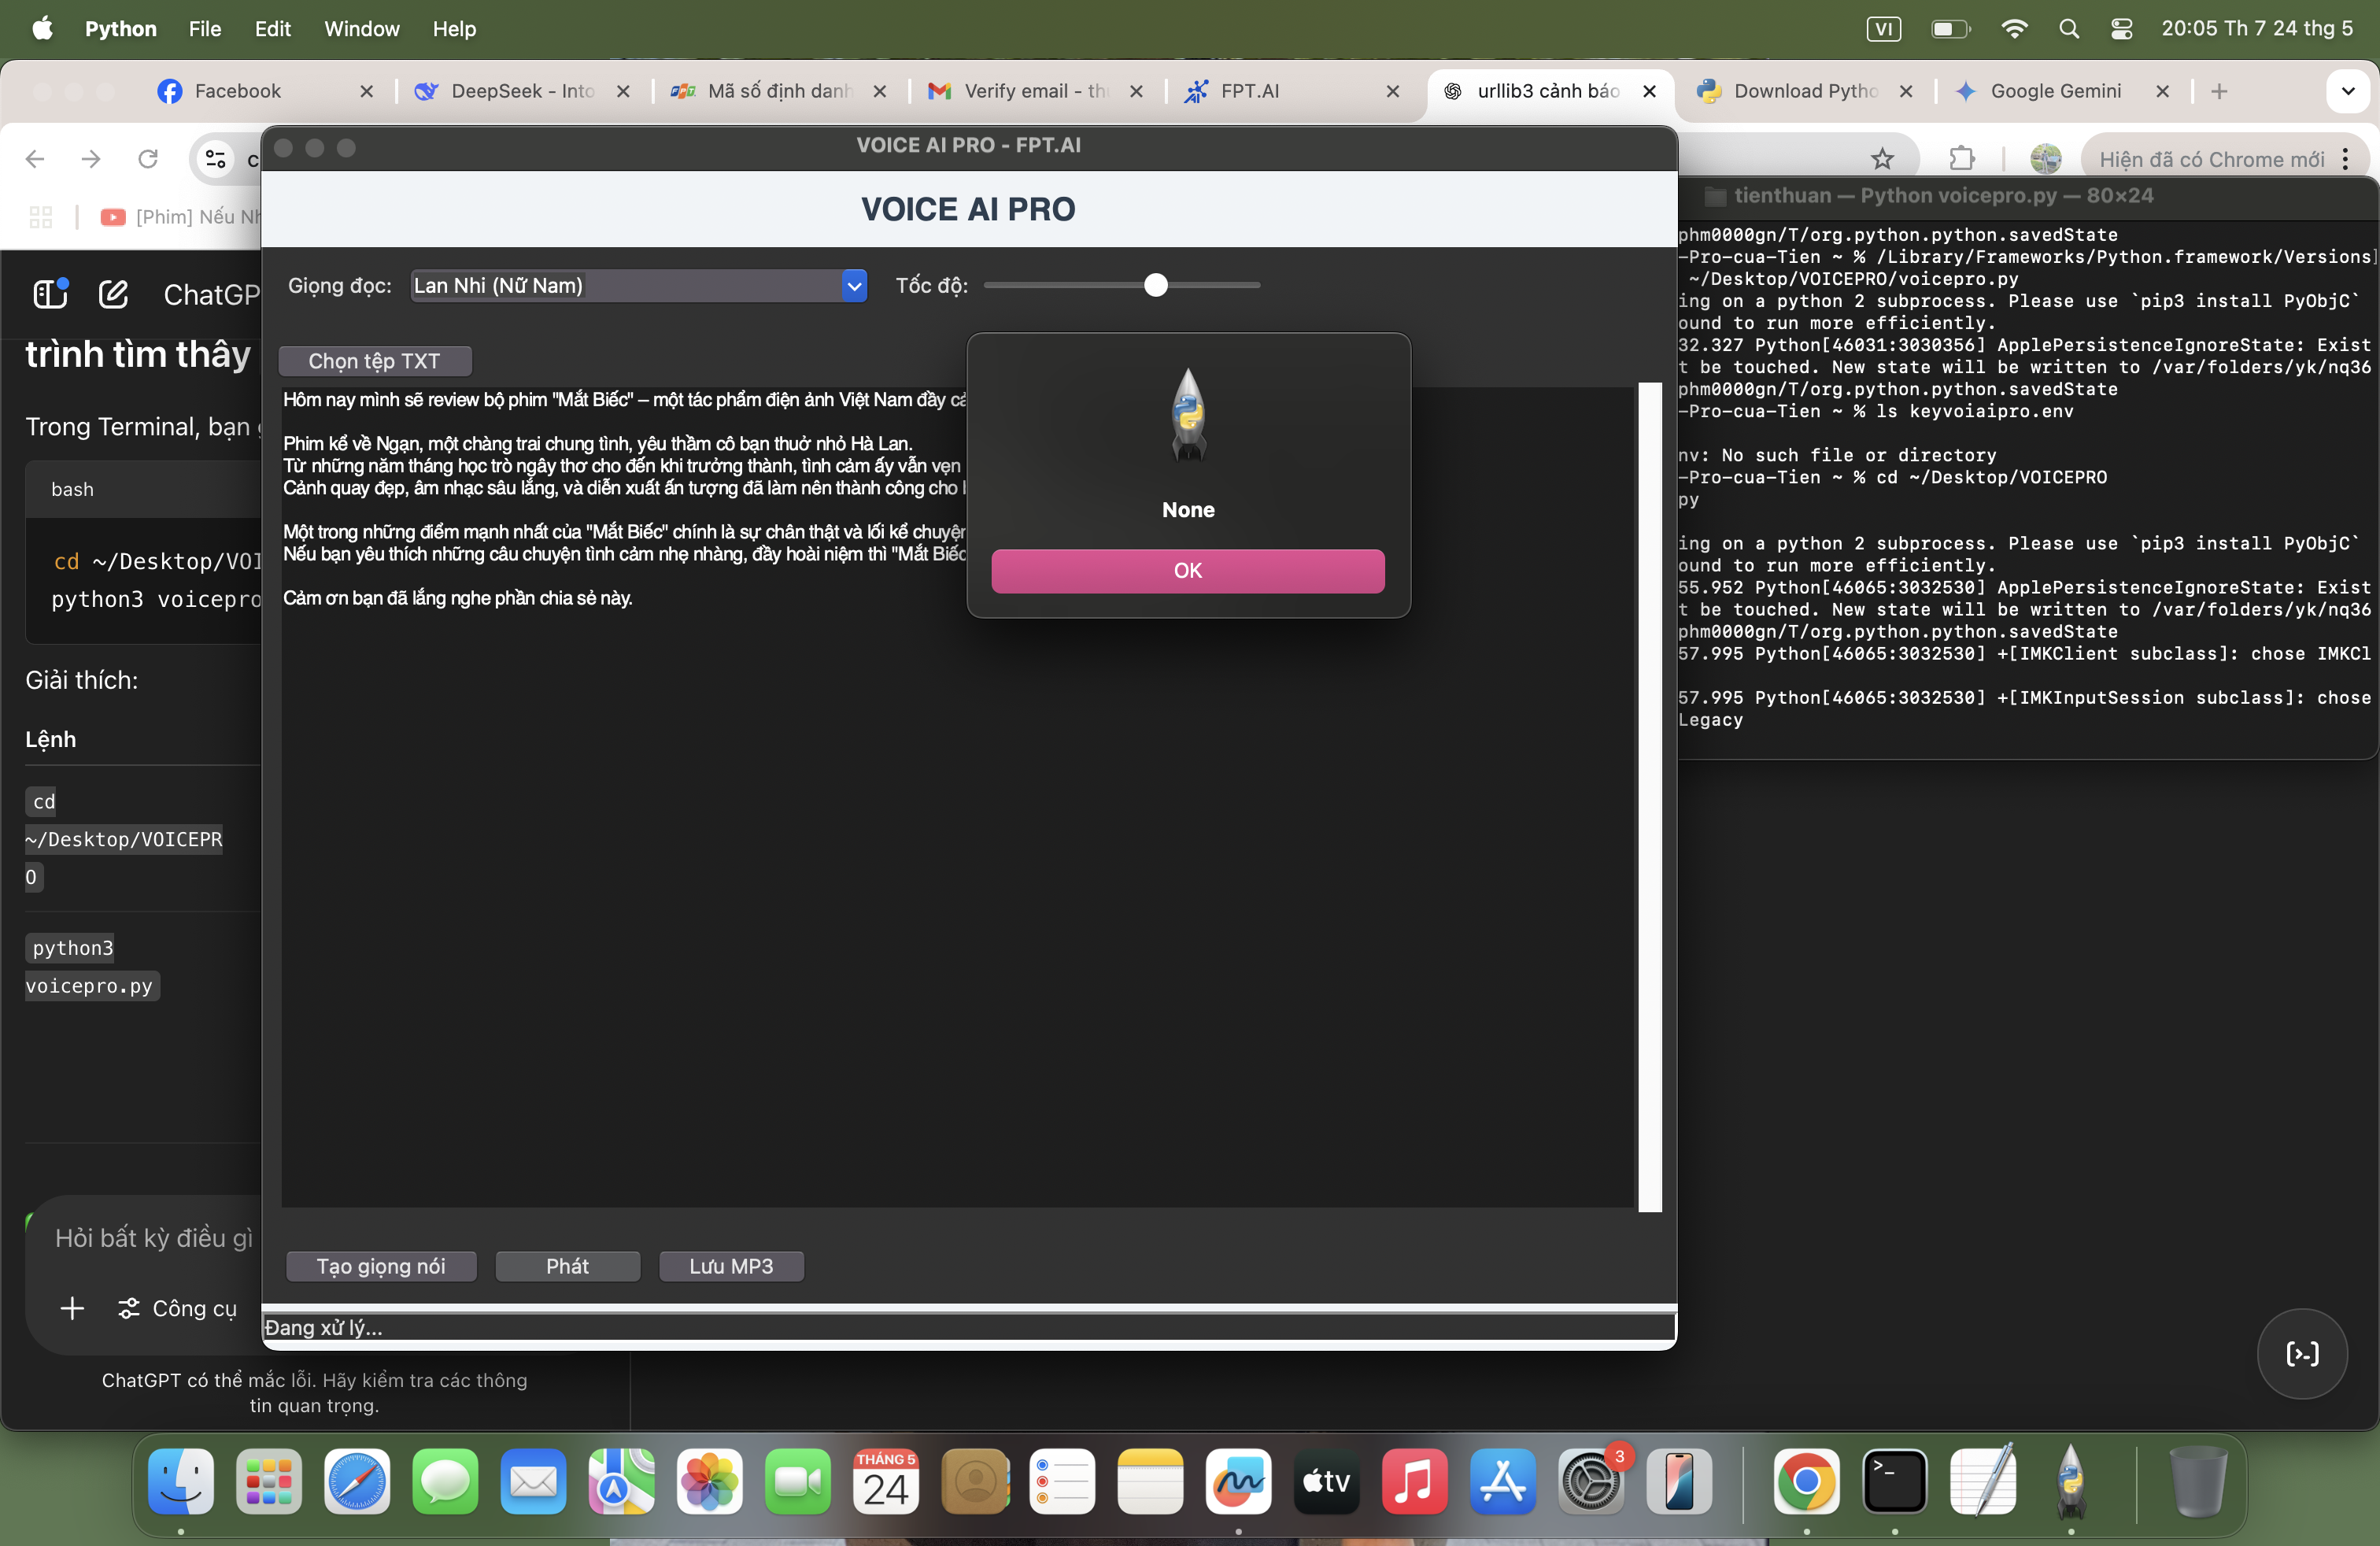 Python File Edit Window Help
VI 20:05 Th 7 24 thg 5
Facebook
DeepSeek - Into
Mã số định danh
Verify email - thu
FPT.AI
urllib3 cảnh báo
Download Pytho
Google Gemini
Hiện đã có Chrome mới
[Phim] Nếu Nh
VOICE AI PRO - FPT.AI
VOICE AI PRO
Giọng đọc: Lan Nhi (Nữ Nam) Tốc độ:
Chọn tệp TXT
Hôm nay mình sẽ review bộ phim "Mắt Biếc" – một tác phẩm điện ảnh Việt Nam đầy cả
Phim kể về Ngạn, một chàng trai chung tình, yêu thầm cô bạn thuở nhỏ Hà Lan.
Từ những năm tháng học trò ngây thơ cho đến khi trưởng thành, tình cảm ấy vẫn vẹn
Cảnh quay đẹp, âm nhạc sâu lắng, và diễn xuất ấn tượng đã làm nên thành công cho
Một trong những điểm mạnh nhất của "Mắt Biếc" chính là sự chân thật và lối kể chuyện
Nếu bạn yêu thích những câu chuyện tình cảm nhẹ nhàng, đầy hoài niệm thì "Mắt Biếc
Cảm ơn bạn đã lắng nghe phần chia sẻ này.
None
OK
Tạo giọng nói Phát Lưu MP3
Đang xử lý...
ChatGP
trình tìm thấy
Trong Terminal, bạn
bash
cd ~/Desktop/VOI
python3 voicepro
Giải thích:
Lệnh
cd
~/Desktop/VOICEPR
O
python3
voicepro.py
Hỏi bất kỳ điều gì
Công cụ
ChatGPT có thể mắc lỗi. Hãy kiểm tra các thông
tin quan trọng.
tienthuan — Python voicepro.py — 80×24
phm0000gn/T/org.python.python.savedState
-Pro-cua-Tien ~ % /Library/Frameworks/Python.framework/Versions
~/Desktop/VOICEPRO/voicepro.py
ing on a python 2 subprocess. Please use `pip3 install PyObjC`
ound to run more efficiently.
32.327 Python[46031:3030356] ApplePersistenceIgnoreState: Exist
t be touched. New state will be written to /var/folders/yk/nq36
phm0000gn/T/org.python.python.savedState
-Pro-cua-Tien ~ % ls keyvoiaipro.env
nv: No such file or directory
-Pro-cua-Tien ~ % cd ~/Desktop/VOICEPRO
py
ing on a python 2 subprocess. Please use `pip3 install PyObjC`
ound to run more efficiently.
55.952 Python[46065:3032530] ApplePersistenceIgnoreState: Exist
t be touched. New state will be written to /var/folders/yk/nq36
phm0000gn/T/org.python.python.savedState
57.995 Python[46065:3032530] +[IMKClient subclass]: chose IMKCl
57.995 Python[46065:3032530] +[IMKInputSession subclass]: chose
Legacy
THÁNG 5
24
tv
3